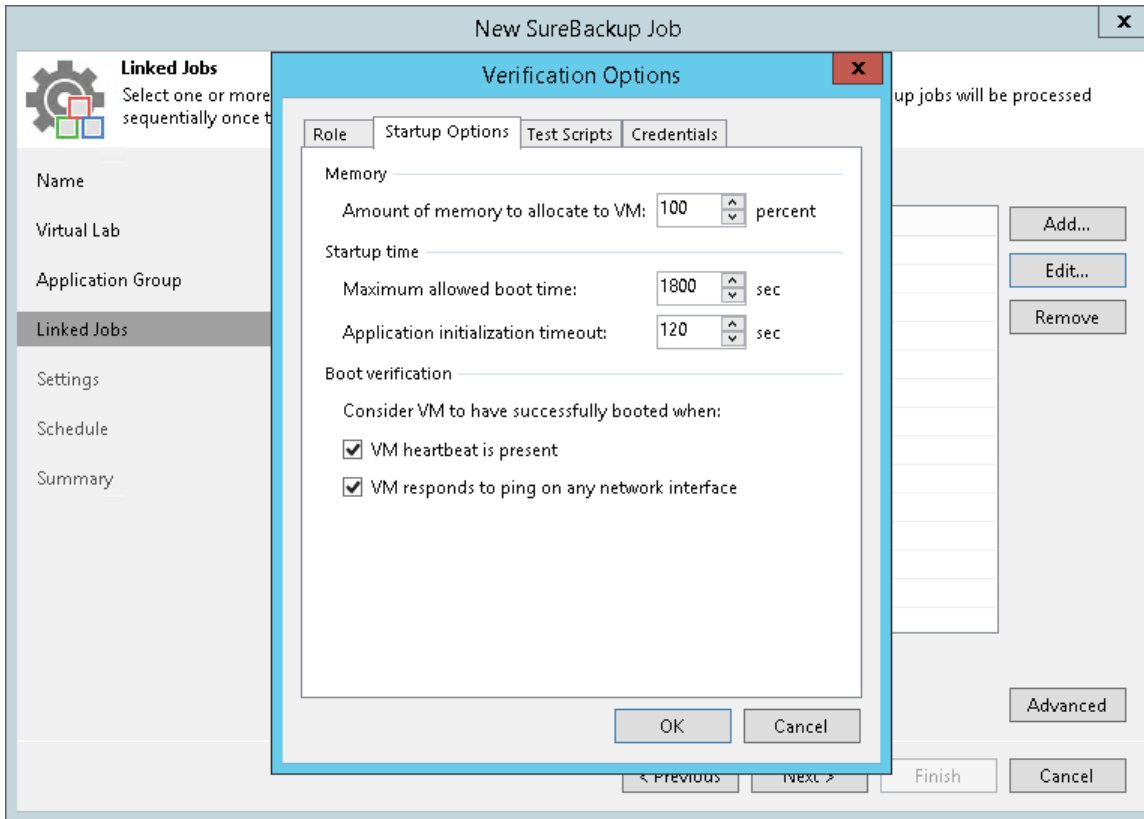 New SureBackup Job
x
Linked Jobs
Select one or more
up jobs will be processed
sequentially once t
Name
Virtual Lab
Application Group
Linked Jobs
Settings
Schedule
Summary
Verification Options
x
Role
Startup Options
Test Scripts
Credentials
Memory
Amount of memory to allocate to VM: 100 percent
Startup time
Maximum allowed boot time: 1800 sec
Application initialization timeout: 120 sec
Boot verification
Consider VM to have successfully booted when:
VM heartbeat is present
VM responds to ping on any network interface
OK
Cancel
Add...
Edit...
Remove
Advanced
< Previous
Next >
Finish
Cancel